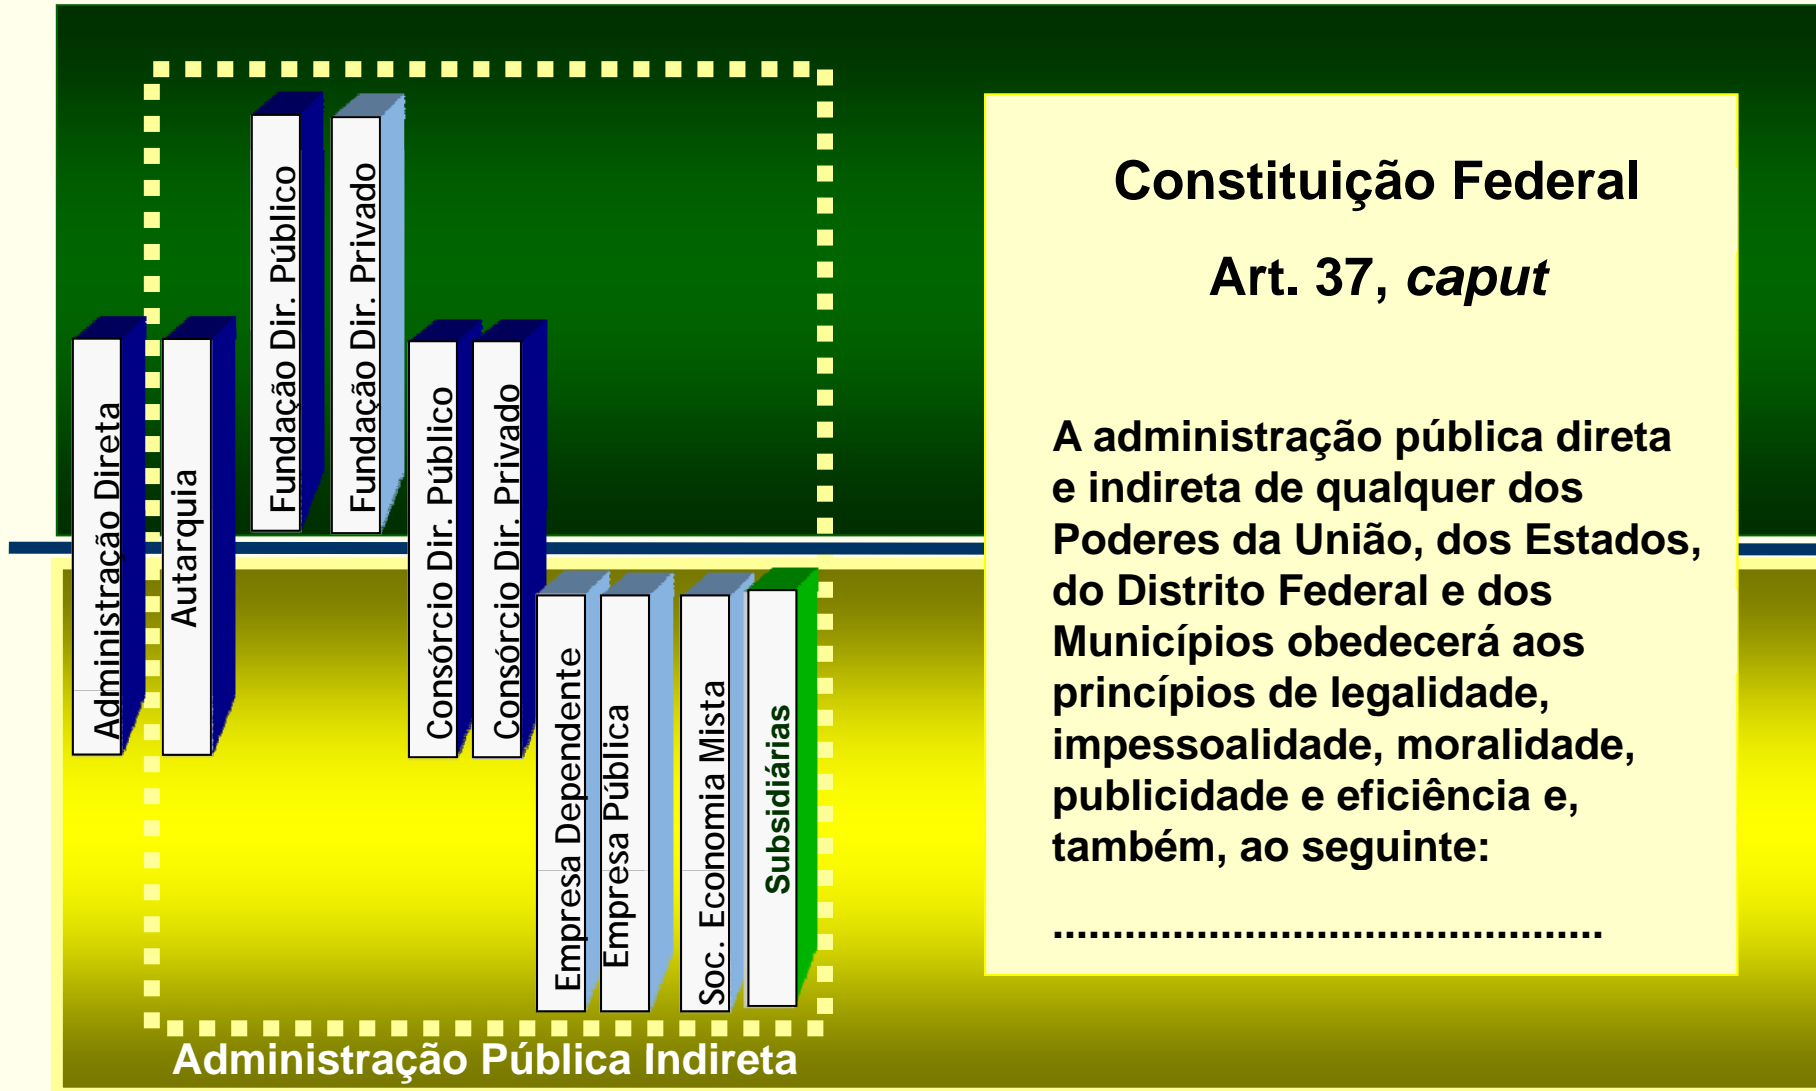 Administração Direta
Autarquia
Fundação Dir. Público
Fundação Dir. Privado
Consórcio Dir. Público
Consórcio Dir. Privado
Empresa Dependente
Empresa Pública
Soc. Economia Mista
Subsidiárias
Administração Pública Indireta
Constituição Federal
Art. 37, caput
A administração pública direta
e indireta de qualquer dos
Poderes da União, dos Estados,
do Distrito Federal e dos
Municípios obedecerá aos
princípios de legalidade,
impessoalidade, moralidade,
publicidade e eficiência e,
também, ao seguinte:
..............................................